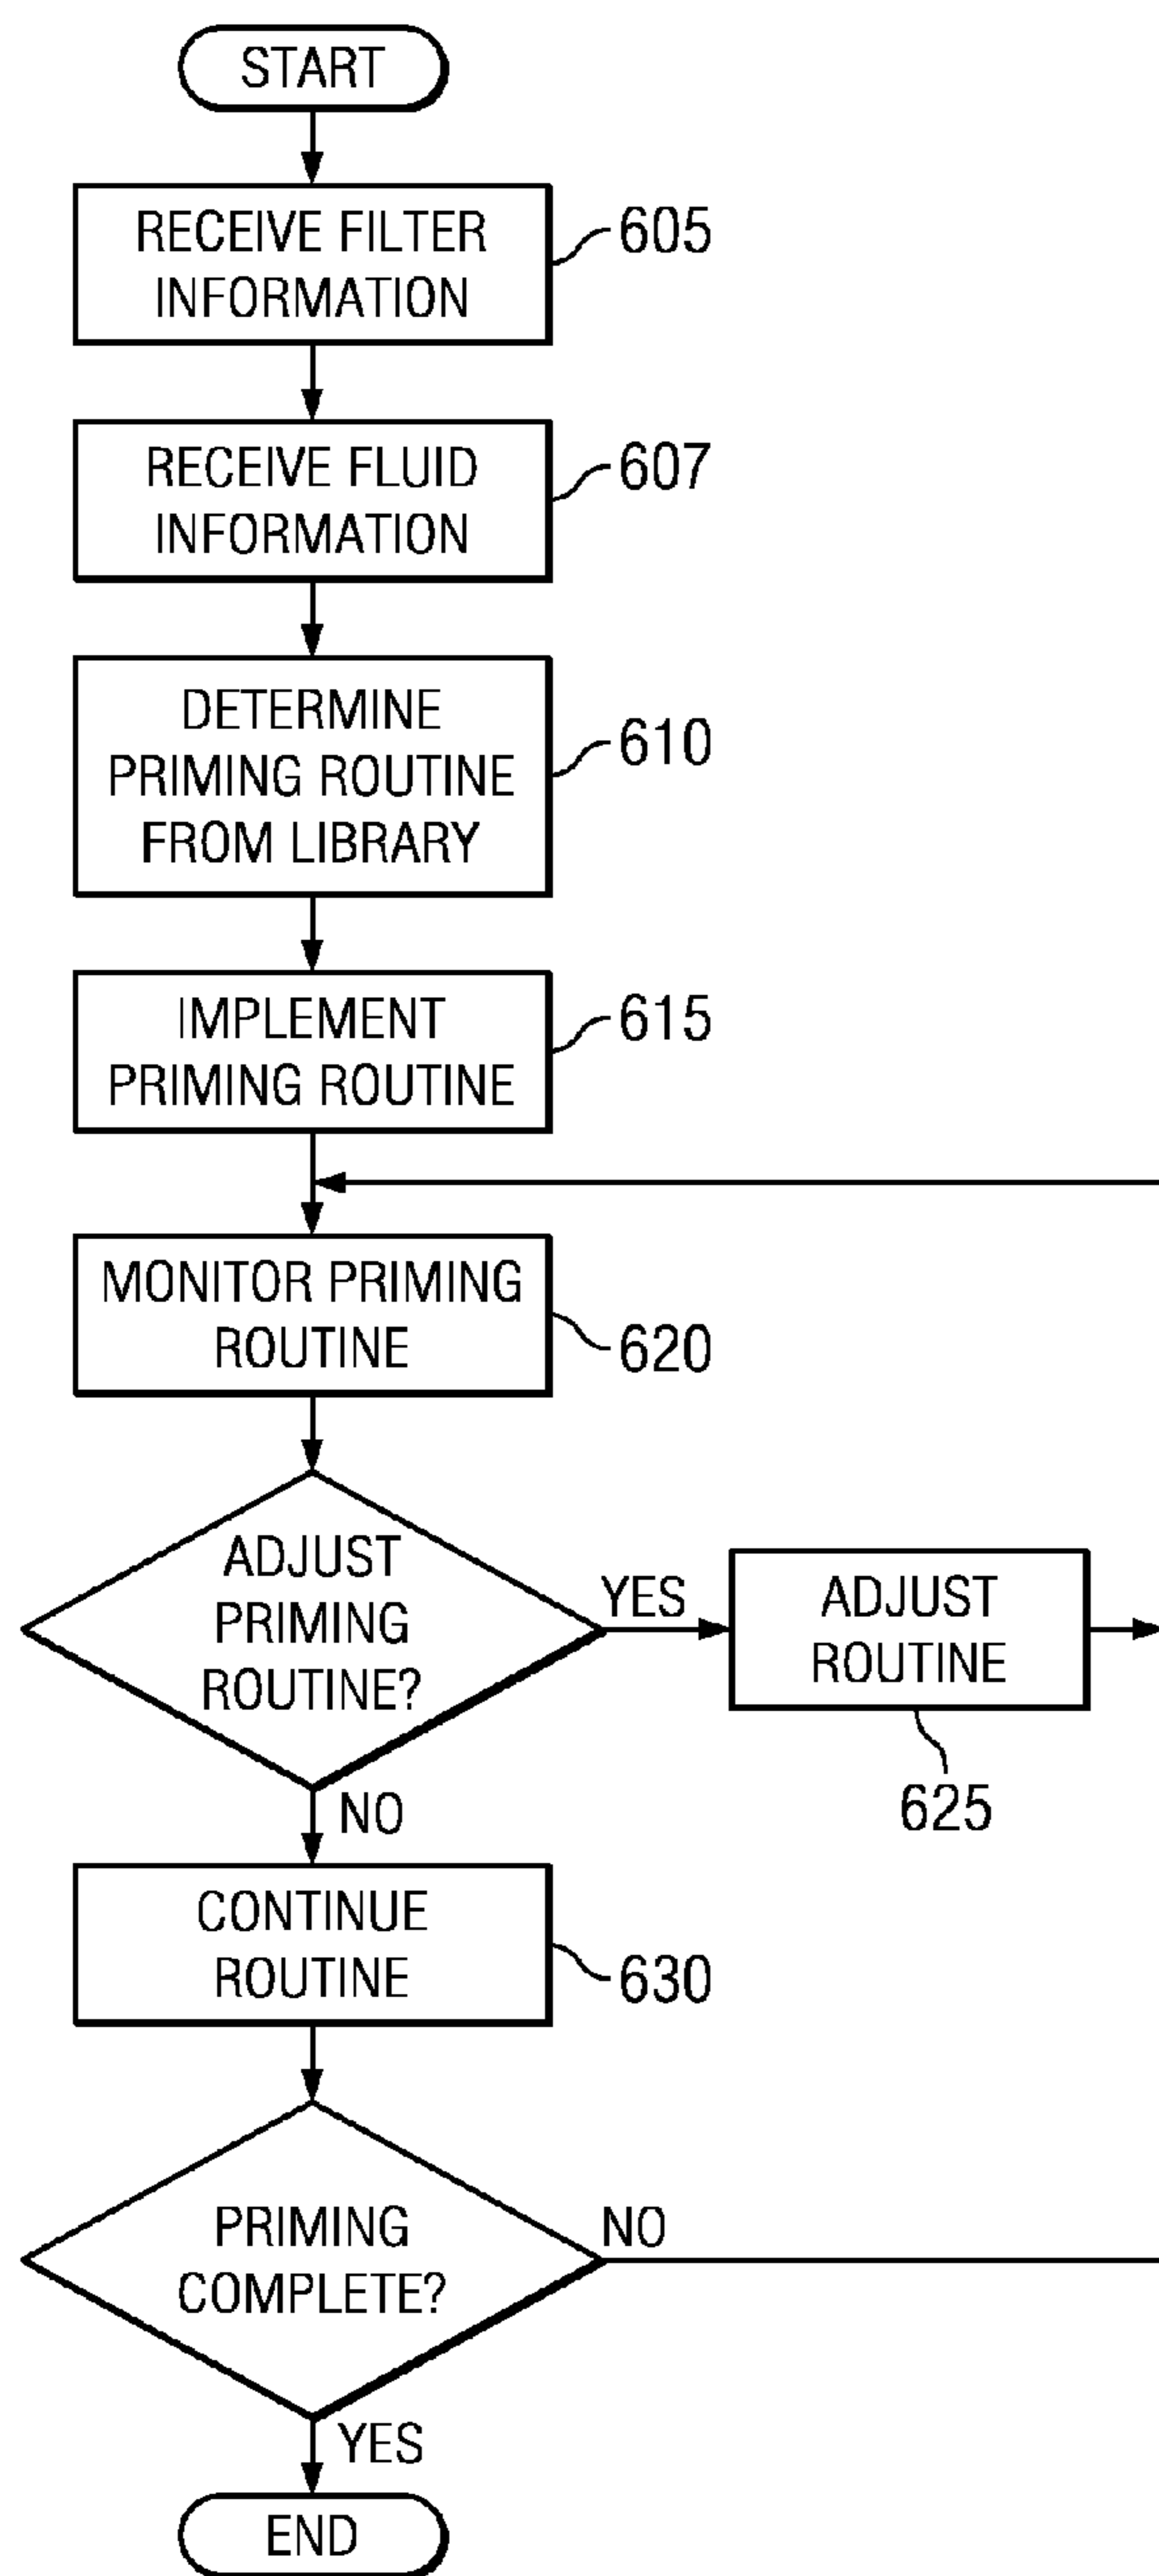 START
RECEIVE FILTER
INFORMATION
605
RECEIVE FLUID
INFORMATION
607
DETERMINE
PRIMING ROUTINE
FROM LIBRARY
610
IMPLEMENT
PRIMING ROUTINE
615
MONITOR PRIMING
ROUTINE
620
ADJUST
PRIMING
ROUTINE?
YES
ADJUST
ROUTINE
625
NO
CONTINUE
ROUTINE
630
PRIMING
COMPLETE?
NO
YES
END